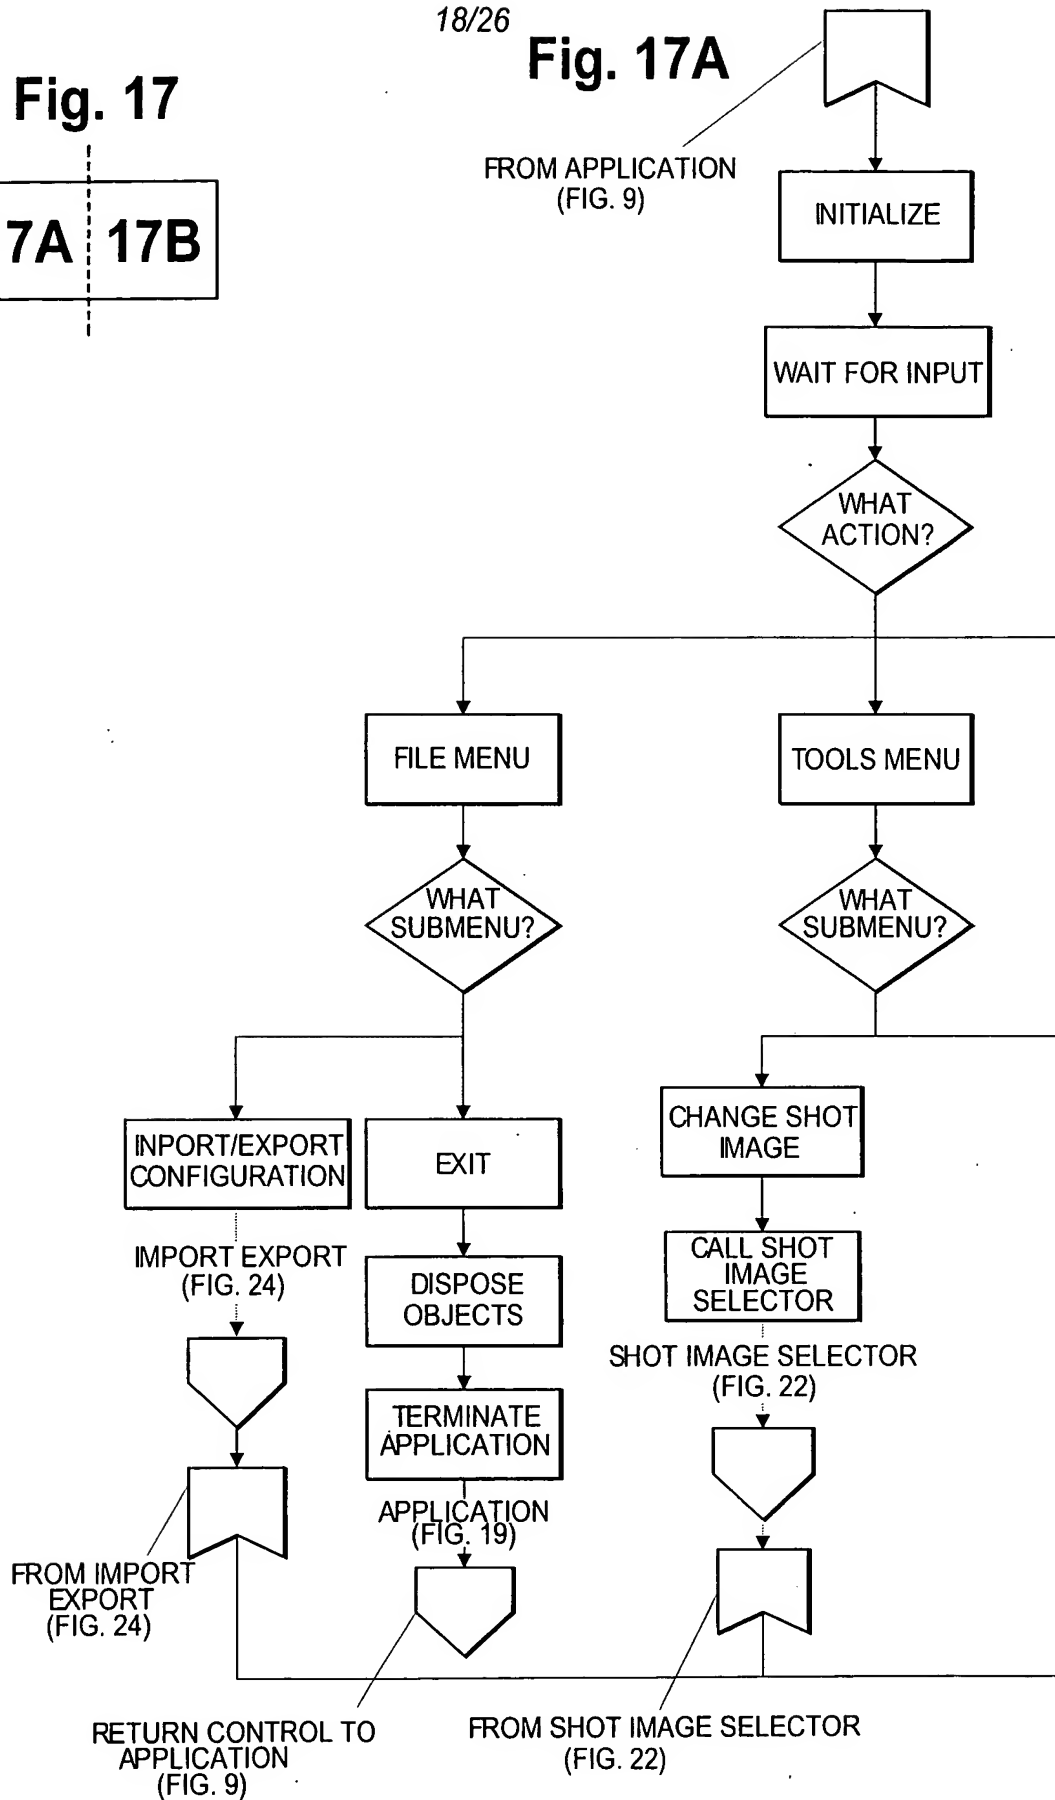 18/26
Fig. 17
Fig. 17A
7A
17B
FROM APPLICATION
(FIG. 9)
INITIALIZE
WAIT FOR INPUT
WHAT
ACTION?
FILE MENU
TOOLS MENU
WHAT
SUBMENU?
WHAT
SUBMENU?
INPORT/EXPORT
CONFIGURATION
EXIT
CHANGE SHOT
IMAGE
IMPORT EXPORT
(FIG. 24)
DISPOSE
OBJECTS
CALL SHOT
IMAGE
SELECTOR
SHOT IMAGE SELECTOR
(FIG. 22)
TERMINATE
APPLICATION
APPLICATION
(FIG. 19)
FROM IMPORT
EXPORT
(FIG. 24)
RETURN CONTROL TO
APPLICATION
(FIG. 9)
FROM SHOT IMAGE SELECTOR
(FIG. 22)